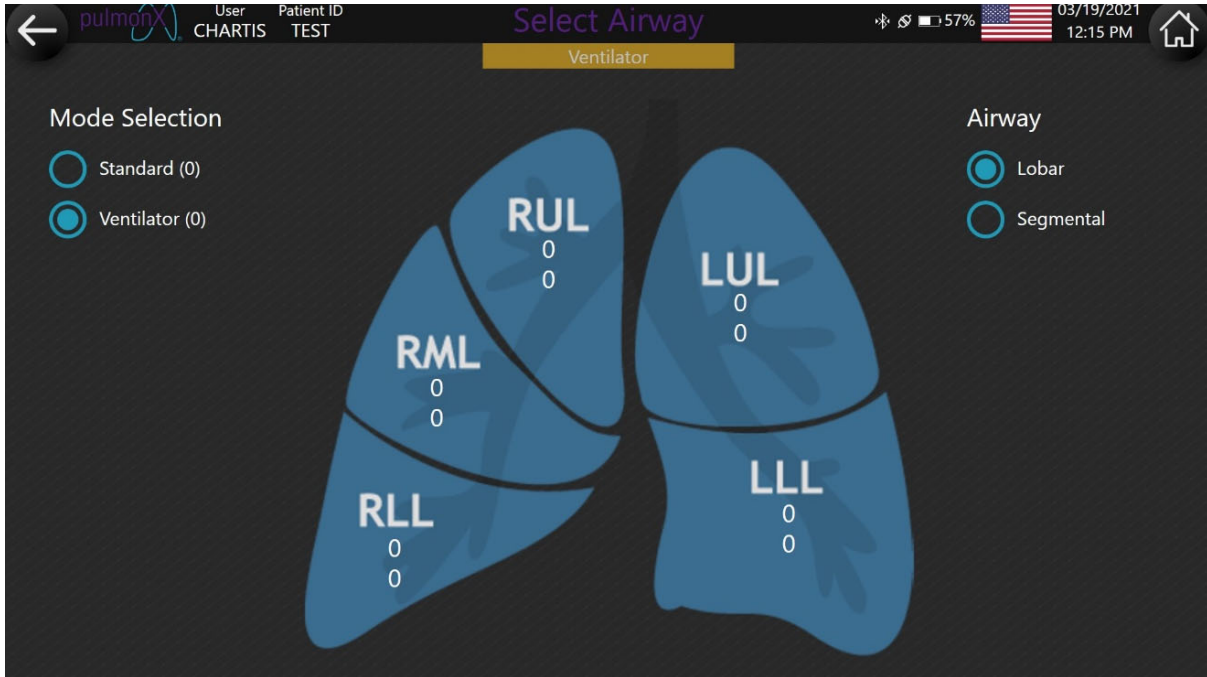 pulmonX
User
CHARTIS
Patient ID
TEST
Select Airway
57%
03/19/2021
12:15 PM
Ventilator
Mode Selection
Standard (0)
Ventilator (0)
Airway
Lobar
Segmental
RUL
0
0
LUL
0
0
RML
0
0
RLL
0
0
LLL
0
0